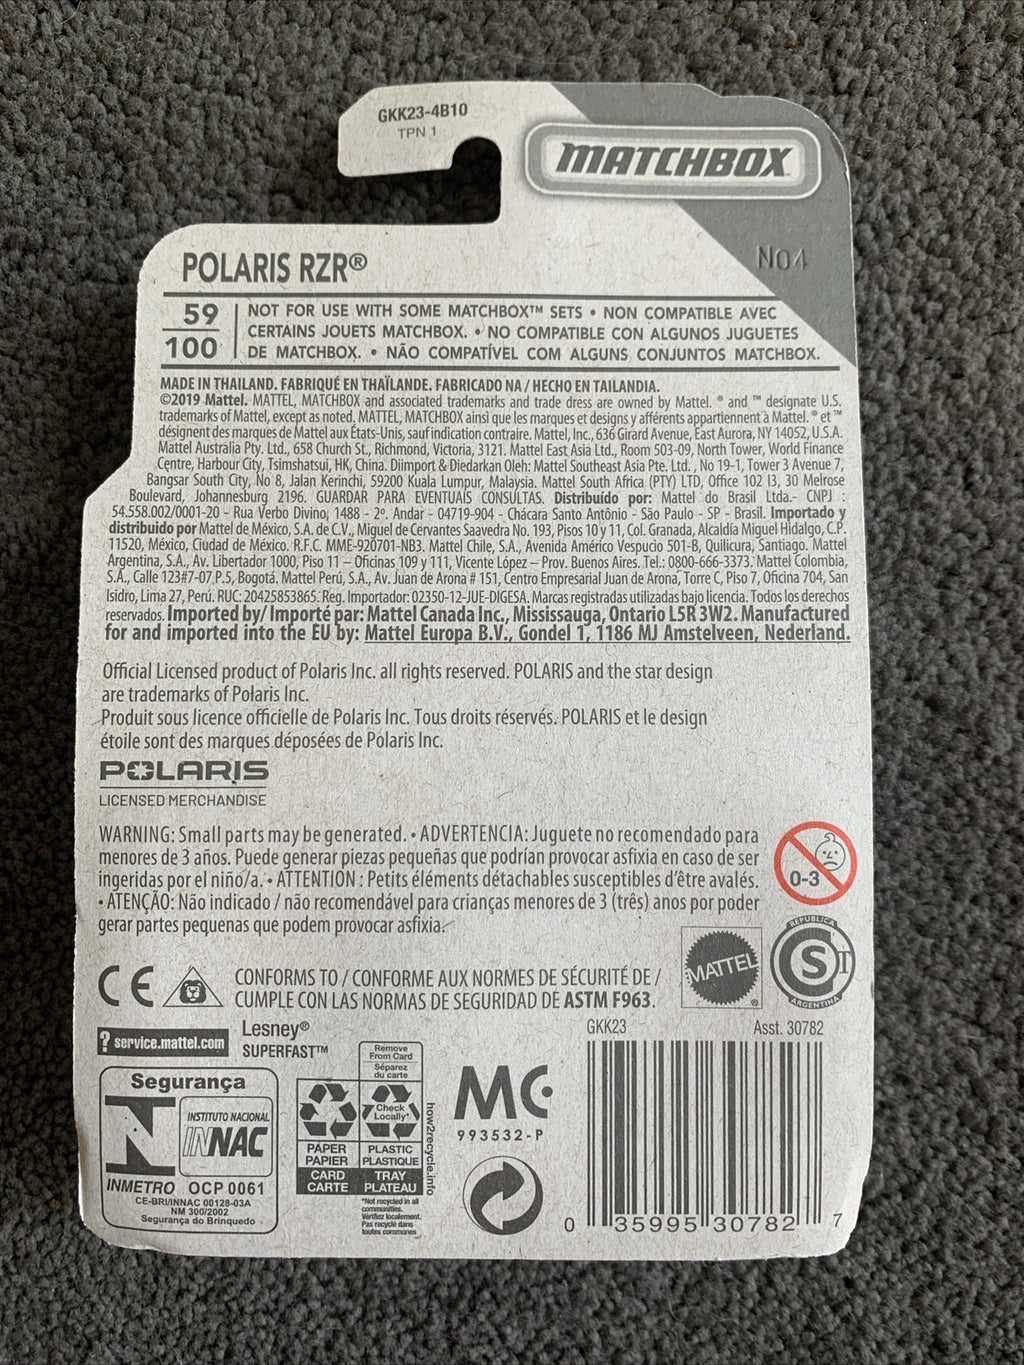 GKK23-4B10
TPN 1
MATCHBOX
N04
POLARIS RZR®
59
100
NOT FOR USE WITH SOME MATCHBOX™ SETS • NON COMPATIBLE AVEC
CERTAINS JOUETS MATCHBOX. • NO COMPATIBLE CON ALGUNOS JUGUETES
DE MATCHBOX. • NÃO COMPATÍVEL COM ALGUNS CONJUNTOS MATCHBOX.
MADE IN THAILAND. FABRIQUÉ EN THAÏLANDE. FABRICADO NA / HECHO EN TAILANDIA.
©2019 Mattel. MATTEL, MATCHBOX and associated trademarks and trade dress are owned by Mattel. ® and ™ designate U.S.
trademarks of Mattel, except as noted. MATTEL, MATCHBOX ainsi que les marques et designs y afférents appartiennent à Mattel. ® et ™
désignent des marques de Mattel aux États-Unis, sauf indication contraire. Mattel, Inc., 636 Girard Avenue, East Aurora, NY 14052, U.S.A.
Mattel Australia Pty. Ltd., 658 Church St., Richmond, Victoria, 3121. Mattel East Asia Ltd., Room 503-09, North Tower, World Finance
Centre, Harbour City, Tsimshatsui, HK, China. Diimport & Diedarkan Oleh: Mattel Southeast Asia Pte. Ltd. , No 19-1, Tower 3 Avenue 7,
Bangsar South City, No 8, Jalan Kerinchi, 59200 Kuala Lumpur, Malaysia. Mattel South Africa (PTY) LTD, Office 102 I3, 30 Melrose
Boulevard, Johannesburg 2196. GUARDAR PARA EVENTUAIS CONSULTAS. Distribuído por: Mattel do Brasil Ltda.- CNPJ :
54.558.002/0001-20 - Rua Verbo Divino, 1488 - 2º. Andar - 04719-904 - Chácara Santo Antônio - São Paulo - SP - Brasil. Importado y
distribuido por Mattel de México, S.A. de C.V., Miguel de Cervantes Saavedra No. 193, Pisos 10 y 11, Col. Granada, Alcaldía Miguel Hidalgo, C.P.
11520, México, Ciudad de México. R.F.C. MME-920701-NB3. Mattel Chile, S.A., Avenida Américo Vespucio 501-B, Quilicura, Santiago. Mattel
Argentina, S.A., Av. Libertador 1000, Piso 11 – Oficinas 109 y 111, Vicente López – Prov. Buenos Aires. Tel.: 0800-666-3373. Mattel Colombia,
S.A., Calle 123#7-07 P.5, Bogotá. Mattel Perú, S.A., Av. Juan de Arona # 151, Centro Empresarial Juan de Arona, Torre C, Piso 7, Oficina 704, San
Isidro, Lima 27, Perú. RUC: 20425853865. Reg. Importador: 02350-12-JUE-DIGESA. Marcas registradas utilizadas bajo licencia. Todos los derechos
reservados. Imported by/ Importé par: Mattel Canada Inc., Mississauga, Ontario L5R 3W2. Manufactured
for and imported into the EU by: Mattel Europa B.V., Gondel 1, 1186 MJ Amstelveen, Nederland.
Official Licensed product of Polaris Inc. all rights reserved. POLARIS and the star design
are trademarks of Polaris Inc.
Produit sous licence officielle de Polaris Inc. Tous droits réservés. POLARIS et le design
étoile sont des marques déposées de Polaris Inc.
POLARIS
LICENSED MERCHANDISE
WARNING: Small parts may be generated. • ADVERTENCIA: Juguete no recomendado para
menores de 3 años. Puede generar piezas pequeñas que podrían provocar asfixia en caso de ser
ingeridas por el niño/a. • ATTENTION : Petits éléments détachables susceptibles d'être avalés.
• ATENÇÃO: Não indicado / não recomendável para crianças menores de 3 (três) anos por poder
gerar partes pequenas que podem provocar asfixia.
0-3
REPUBLICA
S T
ARGENTINA
MATTEL ®
CE
CONFORMS TO / CONFORME AUX NORMES DE SÉCURITÉ DE /
CUMPLE CON LAS NORMAS DE SEGURIDAD DE ASTM F963.
? service.mattel.com
Lesney®
SUPERFAST™
GKK23 Asst. 30782
Segurança
INSTITUTO NACIONAL
INNAC
INMETRO OCP 0061
CE-BRI/INNAC 00128-03A
NM 300/2002
Segurança do Brinquedo
Remove
From Card
Séparez
du carte
Check
Locally*
PAPER
PAPIER
CARD
CARTE
PLASTIC
PLASTIQUE
TRAY
PLATEAU
*Not recycled in all
communities.
Vérifiez localement.
Pas recyclé dans
toutes communes
how2recycle.info
MC
993532-P
0 35995 30782 7